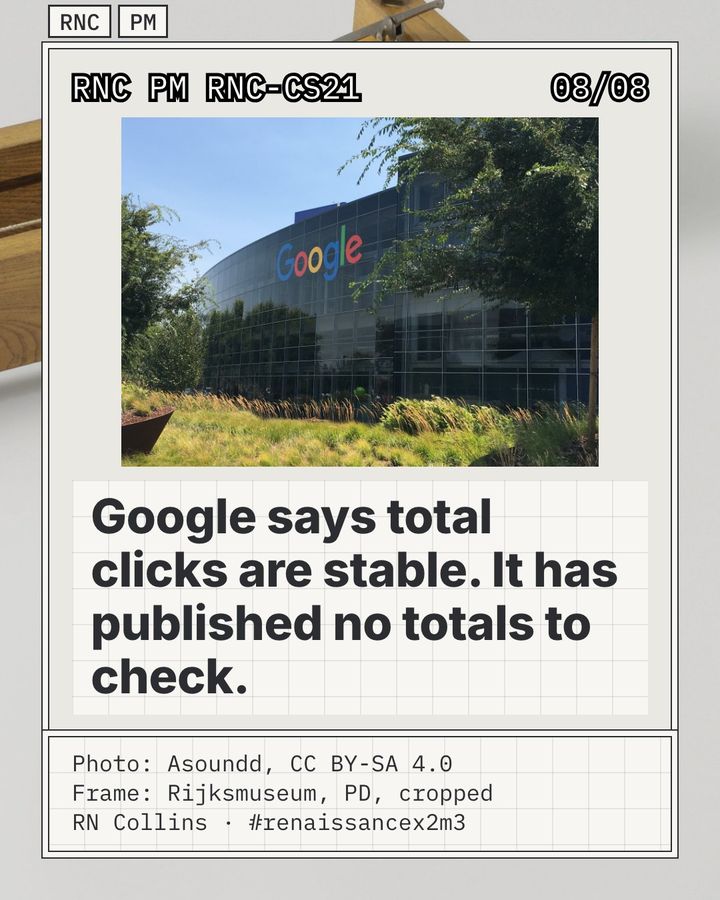 RNC PM
RNC PM RNC-CS21 08/08
Google
Google says total
clicks are stable. It has
published no totals to
check.
Photo: Asoundd, CC BY-SA 4.0
Frame: Rijksmuseum, PD, cropped
RN Collins · #renaissancex2m3